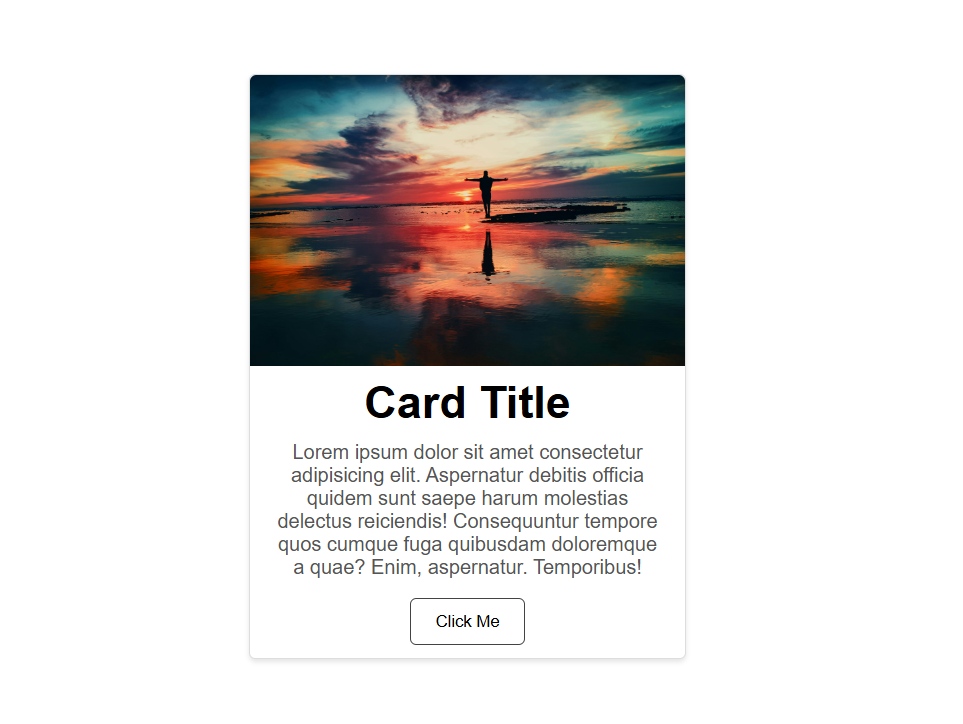 Card Title
Lorem ipsum dolor sit amet consectetur
adipisicing elit. Aspernatur debitis officia
quidem sunt saepe harum molestias
delectus reiciendis! Consequuntur tempore
quos cumque fuga quibusdam doloremque
a quae? Enim, aspernatur. Temporibus!
Click Me